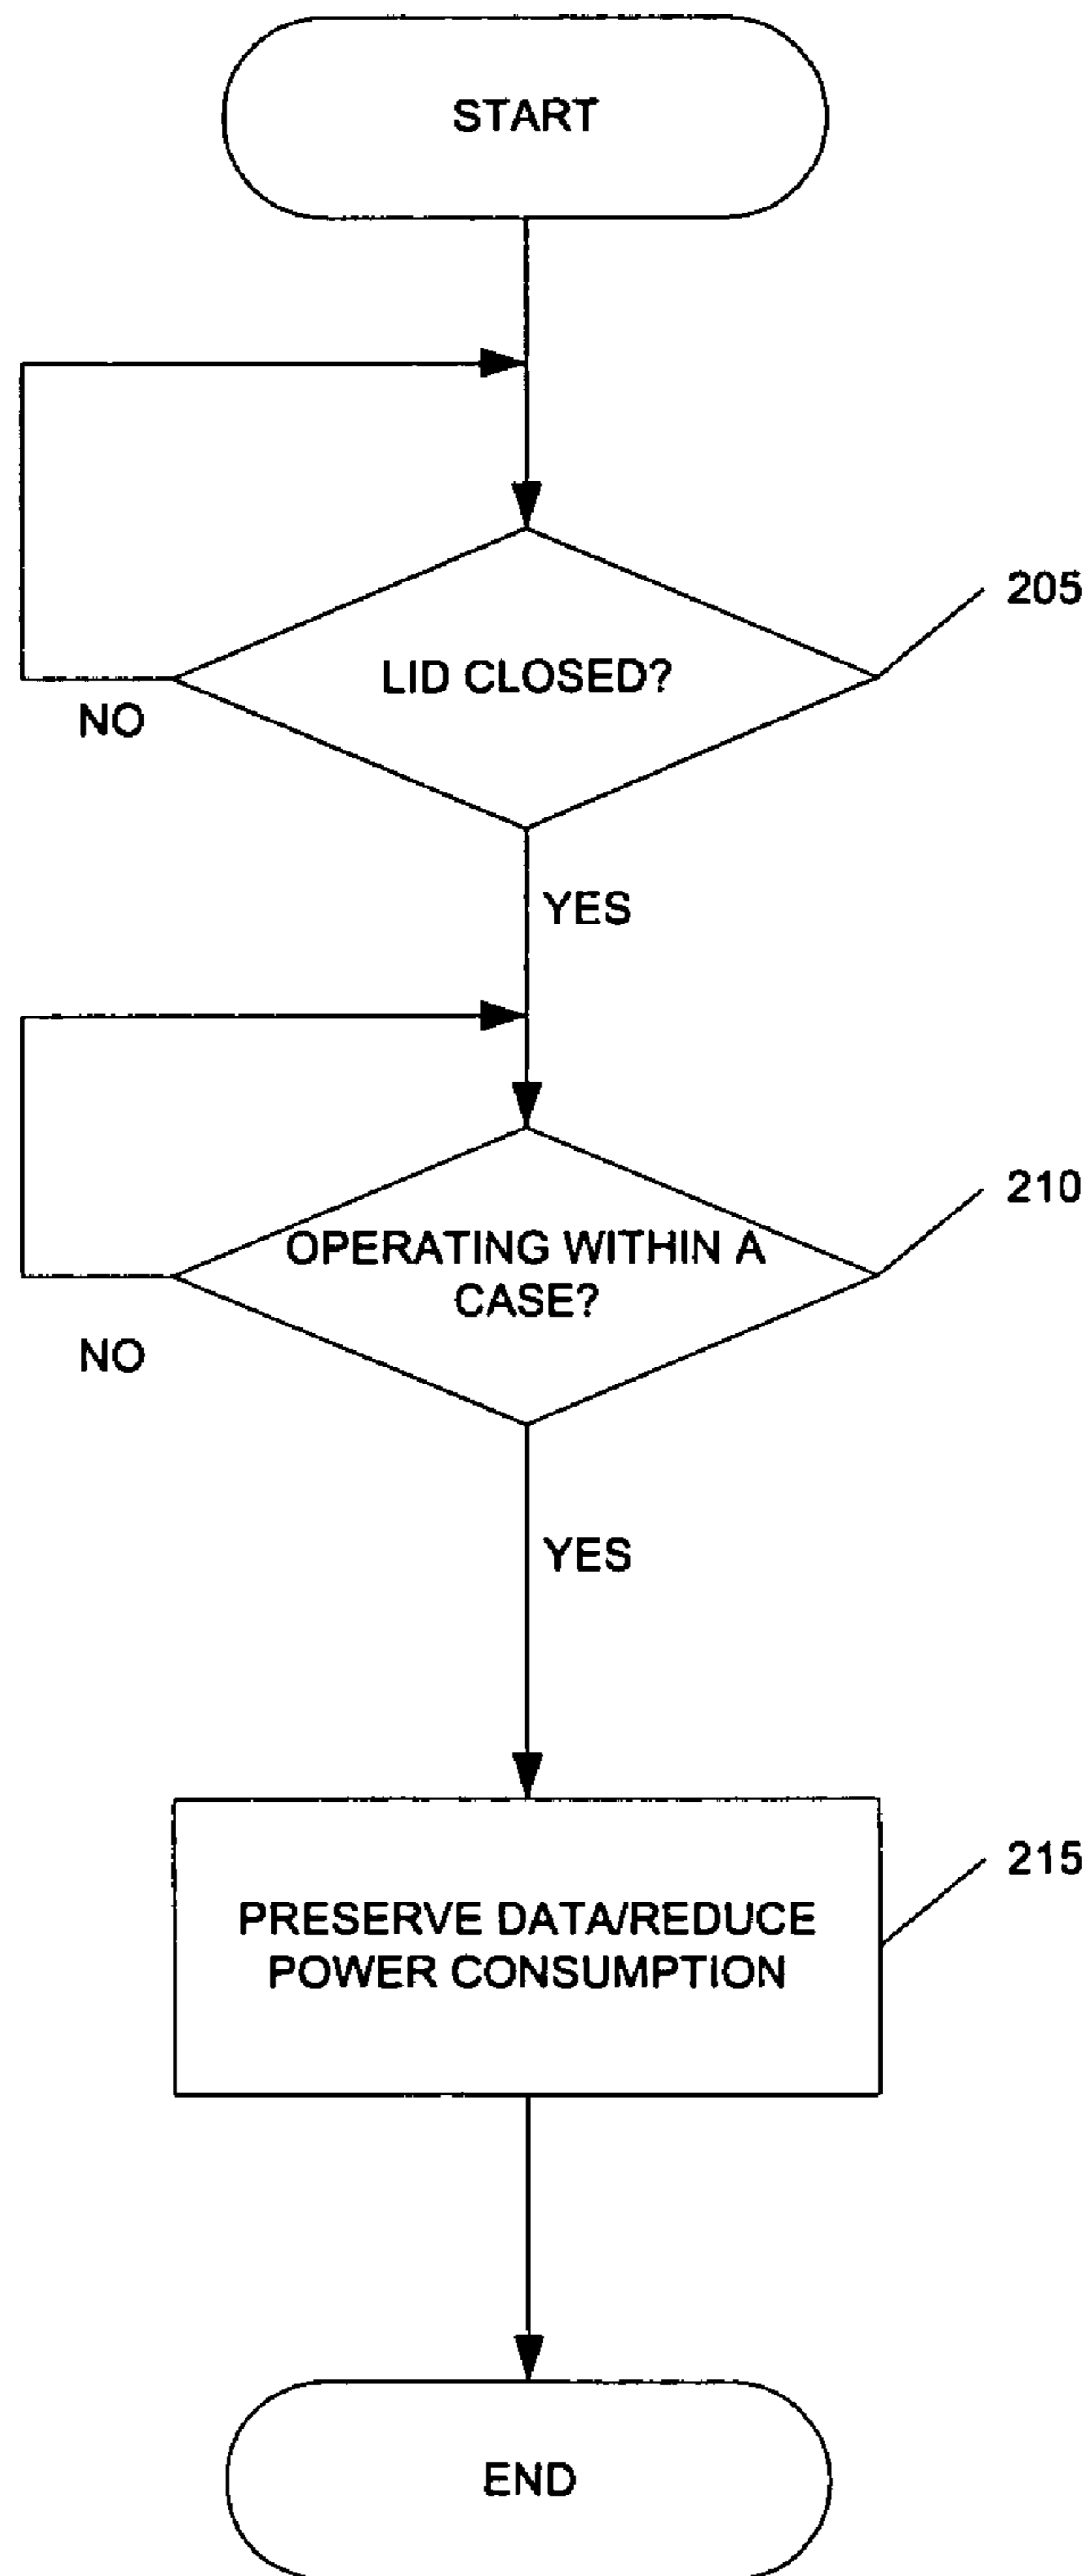 START
205
LID CLOSED?
NO
YES
210
OPERATING WITHIN A
CASE?
NO
YES
215
PRESERVE DATA/REDUCE
POWER CONSUMPTION
END